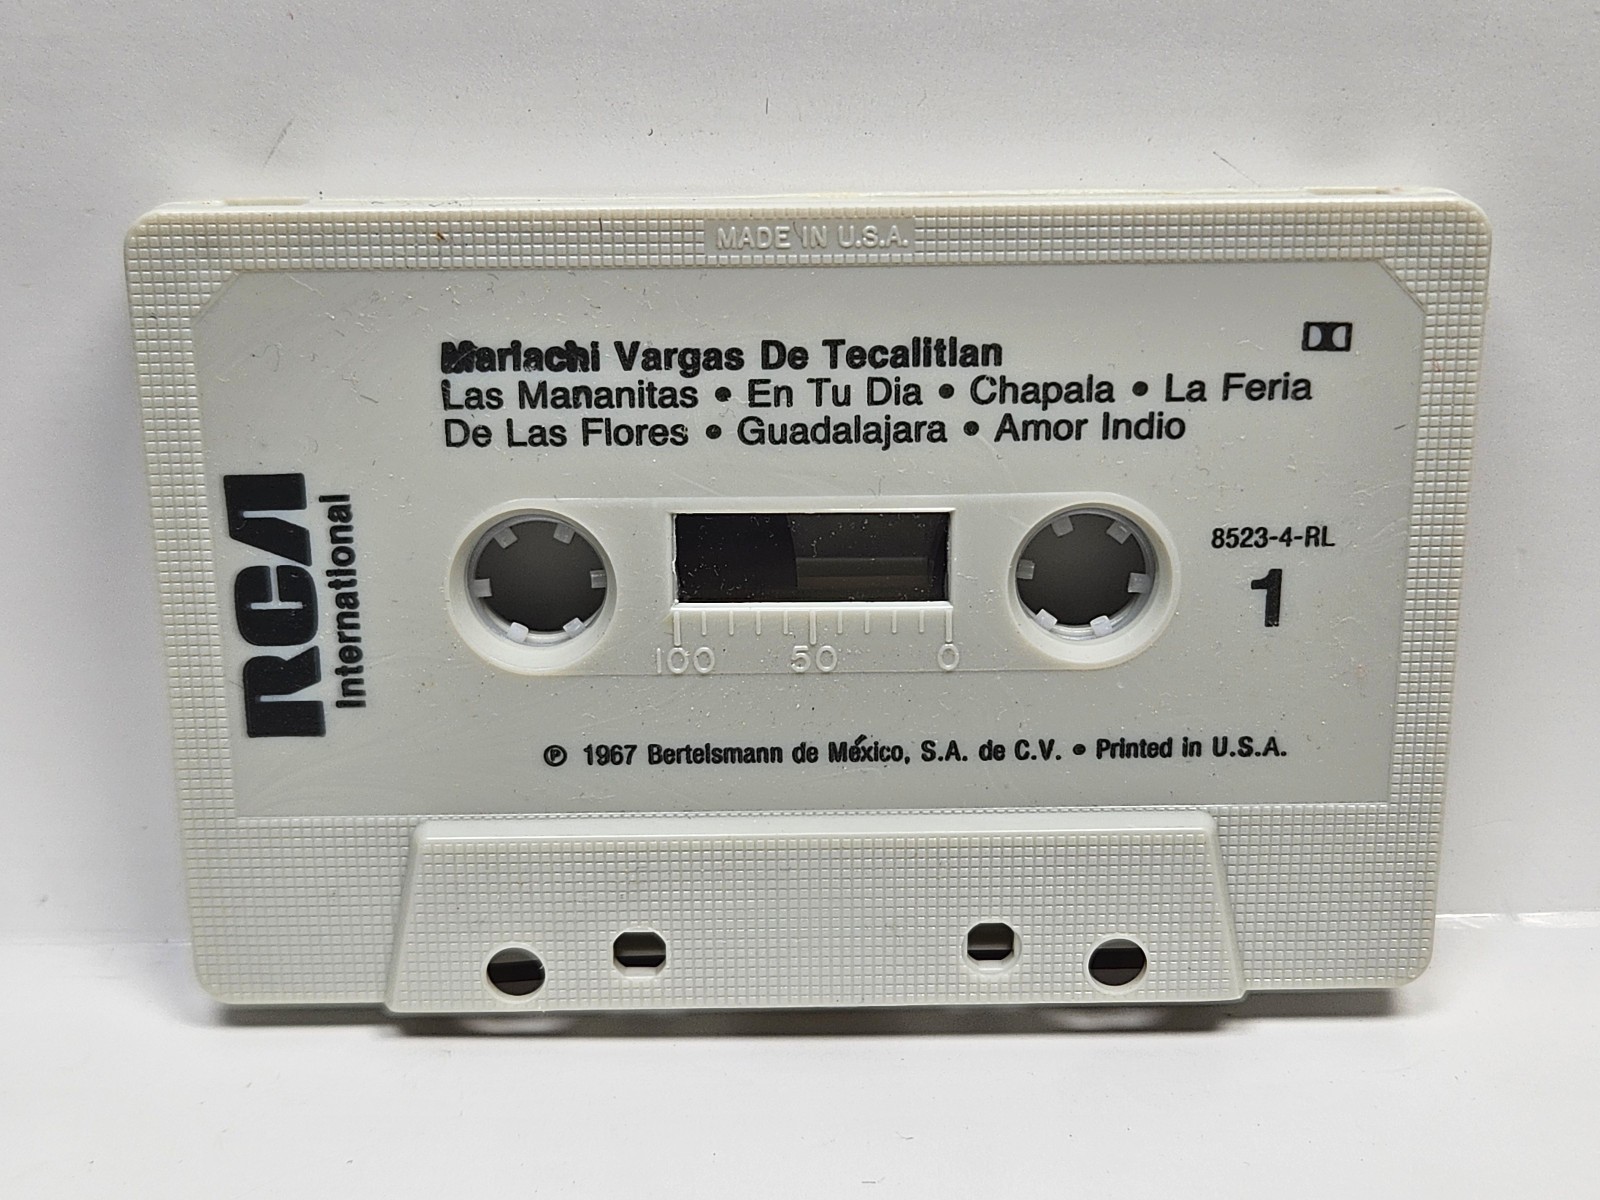 MADE IN U.S.A.
Mariachi Vargas De Tecalitlan
Las Mananitas • En Tu Dia • Chapala • La Feria
De Las Flores • Guadalajara • Amor Indio
RCA
International
8523-4-RL
1
100 50 0
℗ 1967 Bertelsmann de México, S.A. de C.V. • Printed in U.S.A.